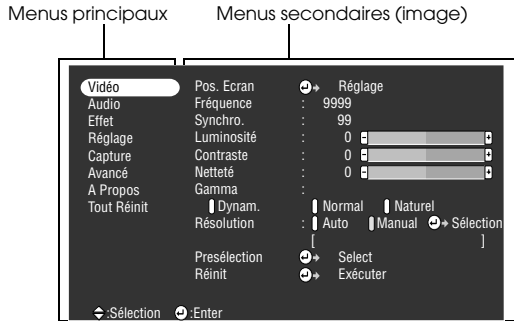 Menus principaux Menus secondaires (image)
Vidéo Pos. Ecran Réglage
Audio Fréquence : 9999
Effet Synchro. : 99
Réglage Luminosité : 0
Capture Contraste : 0
Avancé Netteté : 0
A Propos Gamma :
Tout Réinit Dynam. Normal Naturel
Résolution : Auto Manual Sélection
[ ]
Presélection Select
Réinit Exécuter
:Sélection :Enter